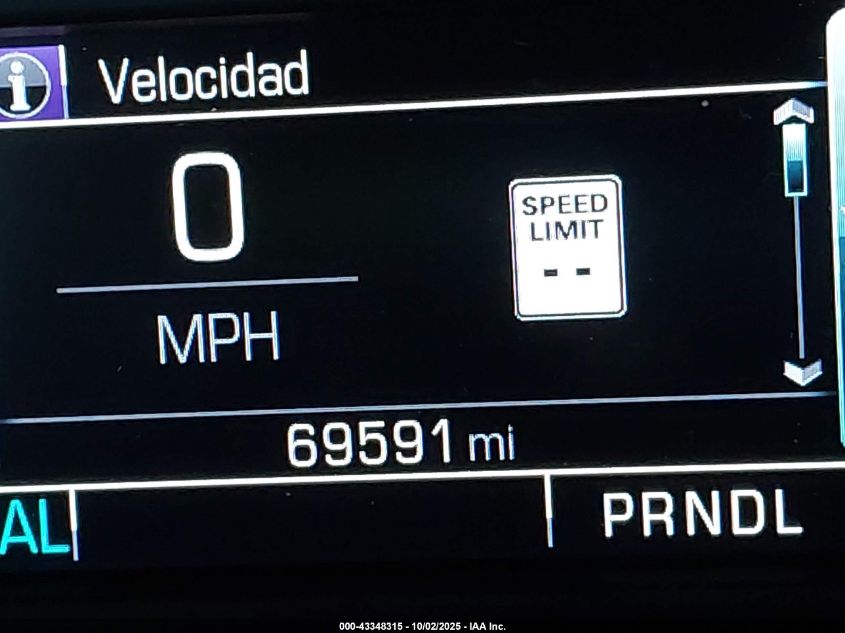 Velocidad
0
SPEED
LIMIT
--
MPH
69591 mi
AL
PRNDL
000-43348315 - 10/02/2025 - IAA Inc.